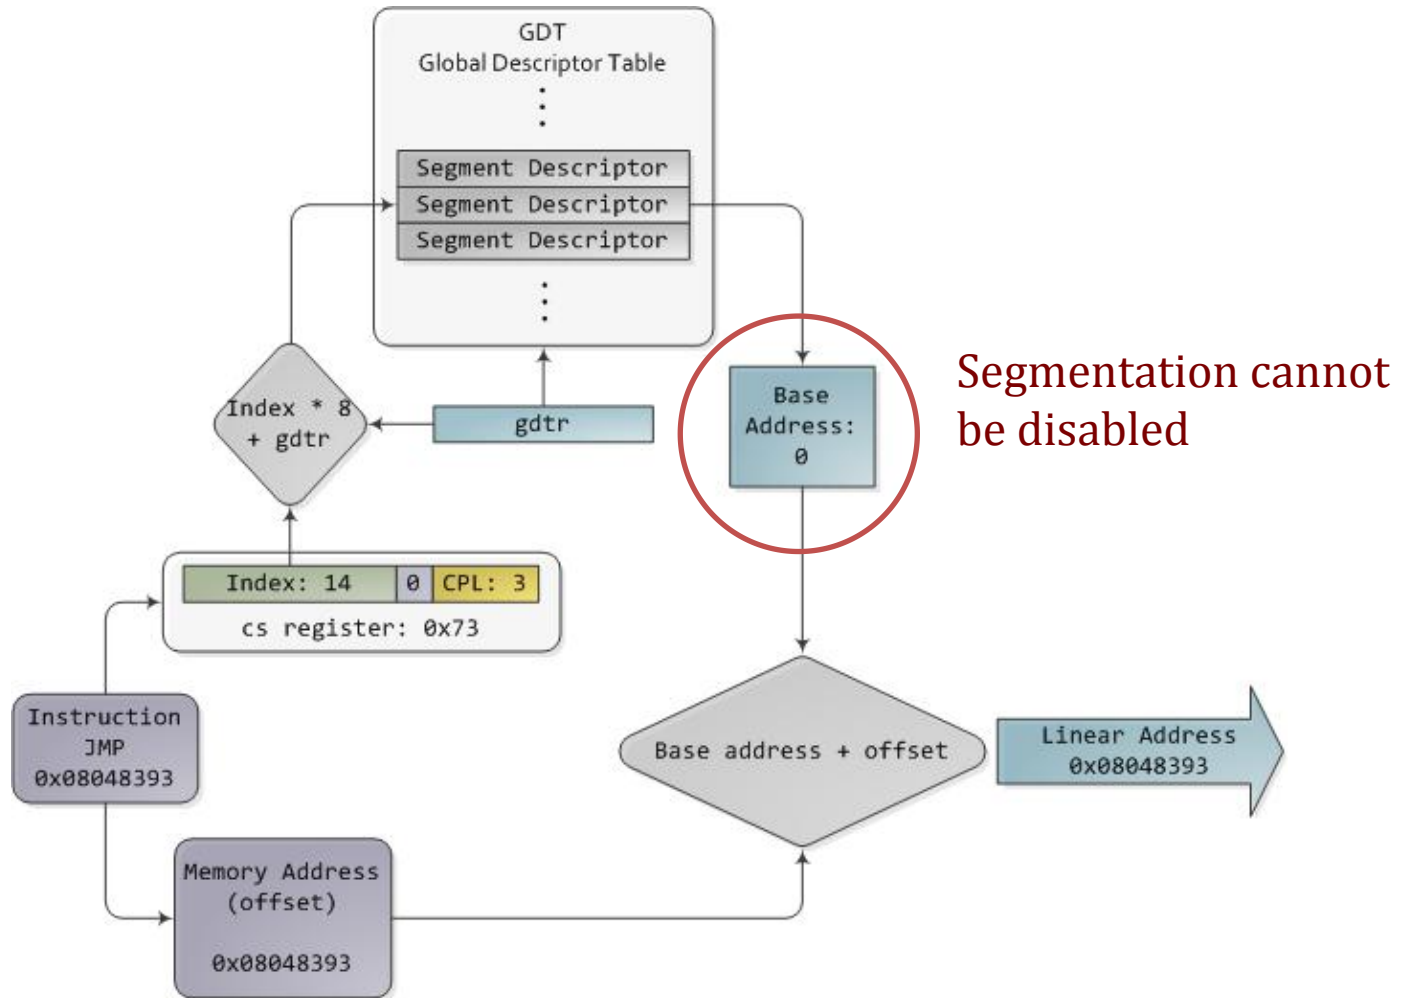 GDT
Global Descriptor Table
Segment Descriptor
Segment Descriptor
Segment Descriptor
Index * 8
+ gdtr
gdtr
Base
Address:
0
Segmentation cannot
be disabled
Index: 14
0
CPL: 3
cs register: 0x73
Instruction
JMP
0x08048393
Base address + offset
Linear Address
0x08048393
Memory Address
(offset)
0x08048393